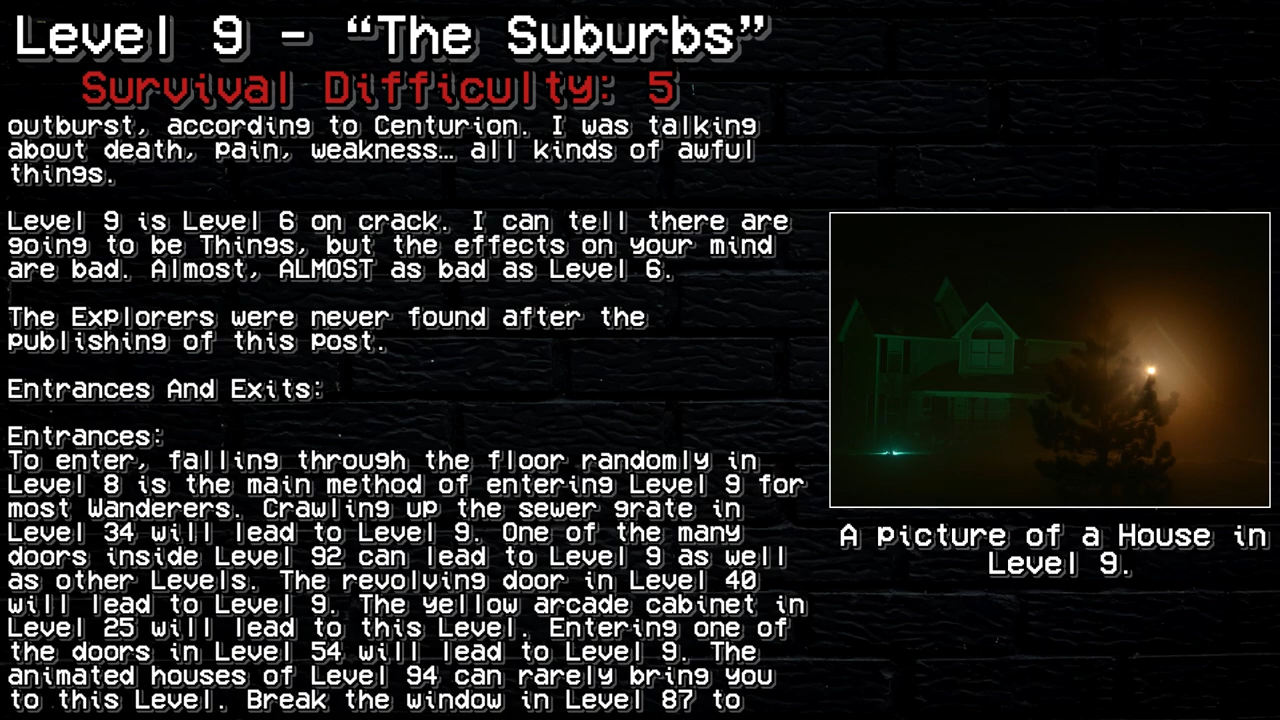 Level 9 - “The Suburbs”
Survival Difficulty: 5
outburst, according to Centurion. I was talking
about death, pain, weakness… all kinds of awful
things.
Level 9 is Level 6 on crack. I can tell there are
going to be Things, but the effects on your mind
are bad. Almost, ALMOST as bad as Level 6.
The Explorers were never found after the
publishing of this post.
Entrances And Exits:
Entrances:
To enter, falling through the floor randomly in
Level 8 is the main method of entering Level 9 for
most Wanderers. Crawling up the sewer grate in
Level 34 will lead to Level 9. One of the many
doors inside Level 92 can lead to Level 9 as well
as other Levels. The revolving door in Level 40
will lead to Level 9. The yellow arcade cabinet in
Level 25 will lead to this Level. Entering one of
the doors in Level 54 will lead to Level 9. The
animated houses of Level 94 can rarely bring you
to this Level. Break the window in Level 87 to
A picture of a House in
Level 9.